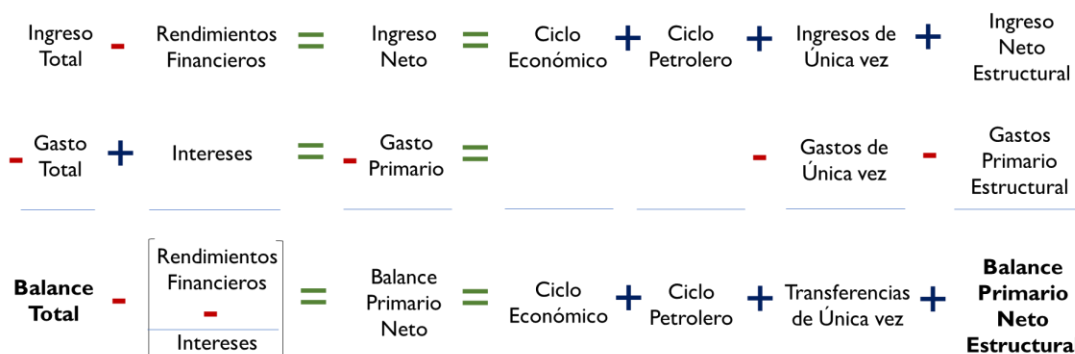 Ingreso Total - Rendimientos Financieros = Ingreso Neto = Ciclo Económico + Ciclo Petrolero + Ingresos de Única vez + Ingreso Neto Estructural
- Gasto Total + Intereses = - Gasto Primario = - Gastos de Única vez - Gastos Primario Estructural
Balance Total - [Rendimientos Financieros - Intereses] = Balance Primario Neto = Ciclo Económico + Ciclo Petrolero + Transferencias de Única vez + Balance Primario Neto Estructura